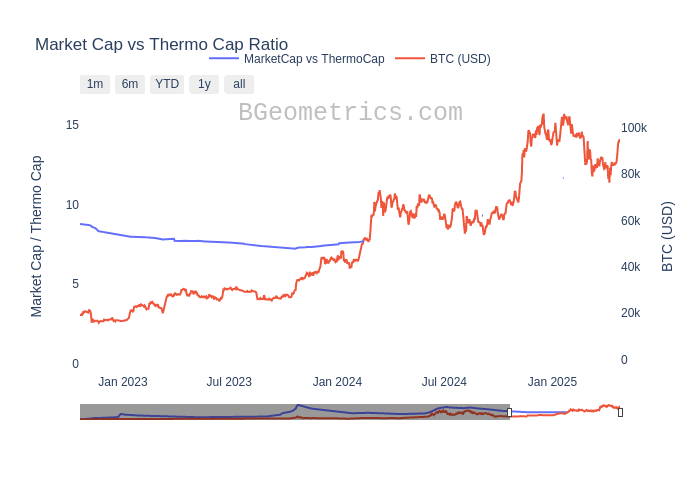 Market Cap vs Thermo Cap Ratio
MarketCap vs ThermoCap
BTC (USD)
1m
6m
YTD
1y
all
BGeometrics.com
15
10
5
0
Market Cap / Thermo Cap
100k
80k
60k
40k
20k
0
BTC (USD)
Jan 2023
Jul 2023
Jan 2024
Jul 2024
Jan 2025